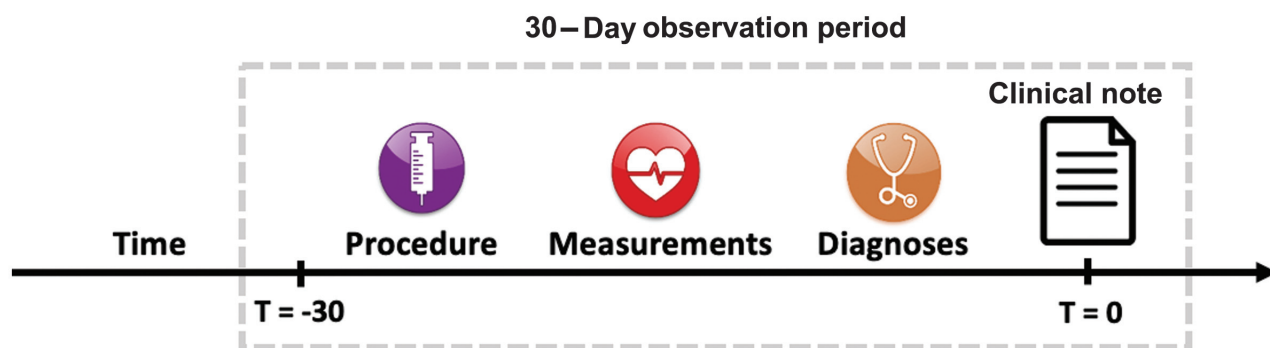 30–Day observation period
Clinical note
Time
Procedure
Measurements
Diagnoses
T = -30
T = 0